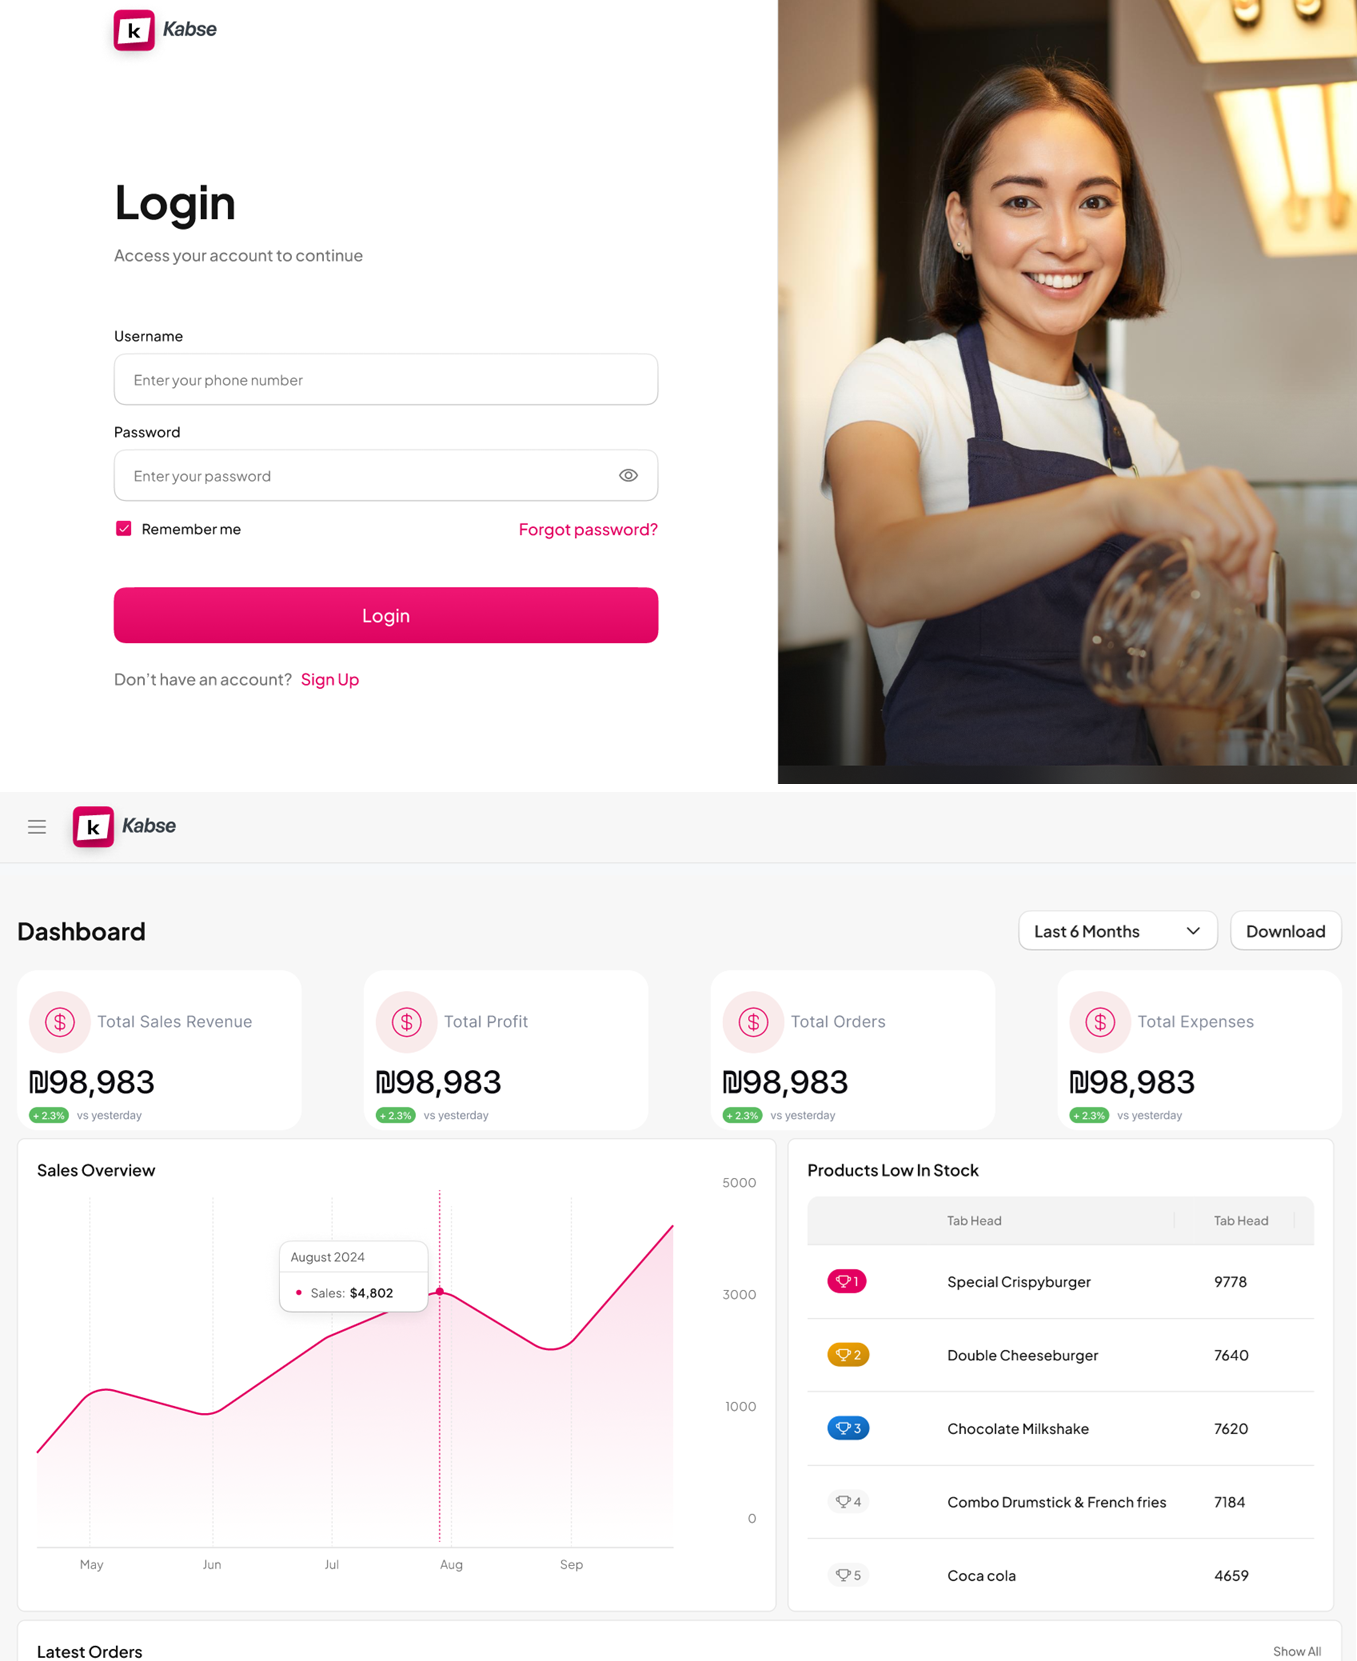 k Kabse
Login
Access your account to continue
Username
Enter your phone number
Password
Enter your password
Remember me
Forgot password?
Login
Don’t have an account? Sign Up
k Kabse
Dashboard
Last 6 Months
Download
Total Sales Revenue
₪98,983
+ 2.3% vs yesterday
Total Profit
₪98,983
+ 2.3% vs yesterday
Total Orders
₪98,983
+ 2.3% vs yesterday
Total Expenses
₪98,983
+ 2.3% vs yesterday
Sales Overview
5000
3000
1000
0
August 2024
Sales: $4,802
May Jun Jul Aug Sep
Products Low In Stock
Tab Head Tab Head
1 Special Crispyburger 9778
2 Double Cheeseburger 7640
3 Chocolate Milkshake 7620
4 Combo Drumstick & French fries 7184
5 Coca cola 4659
Latest Orders
Show All